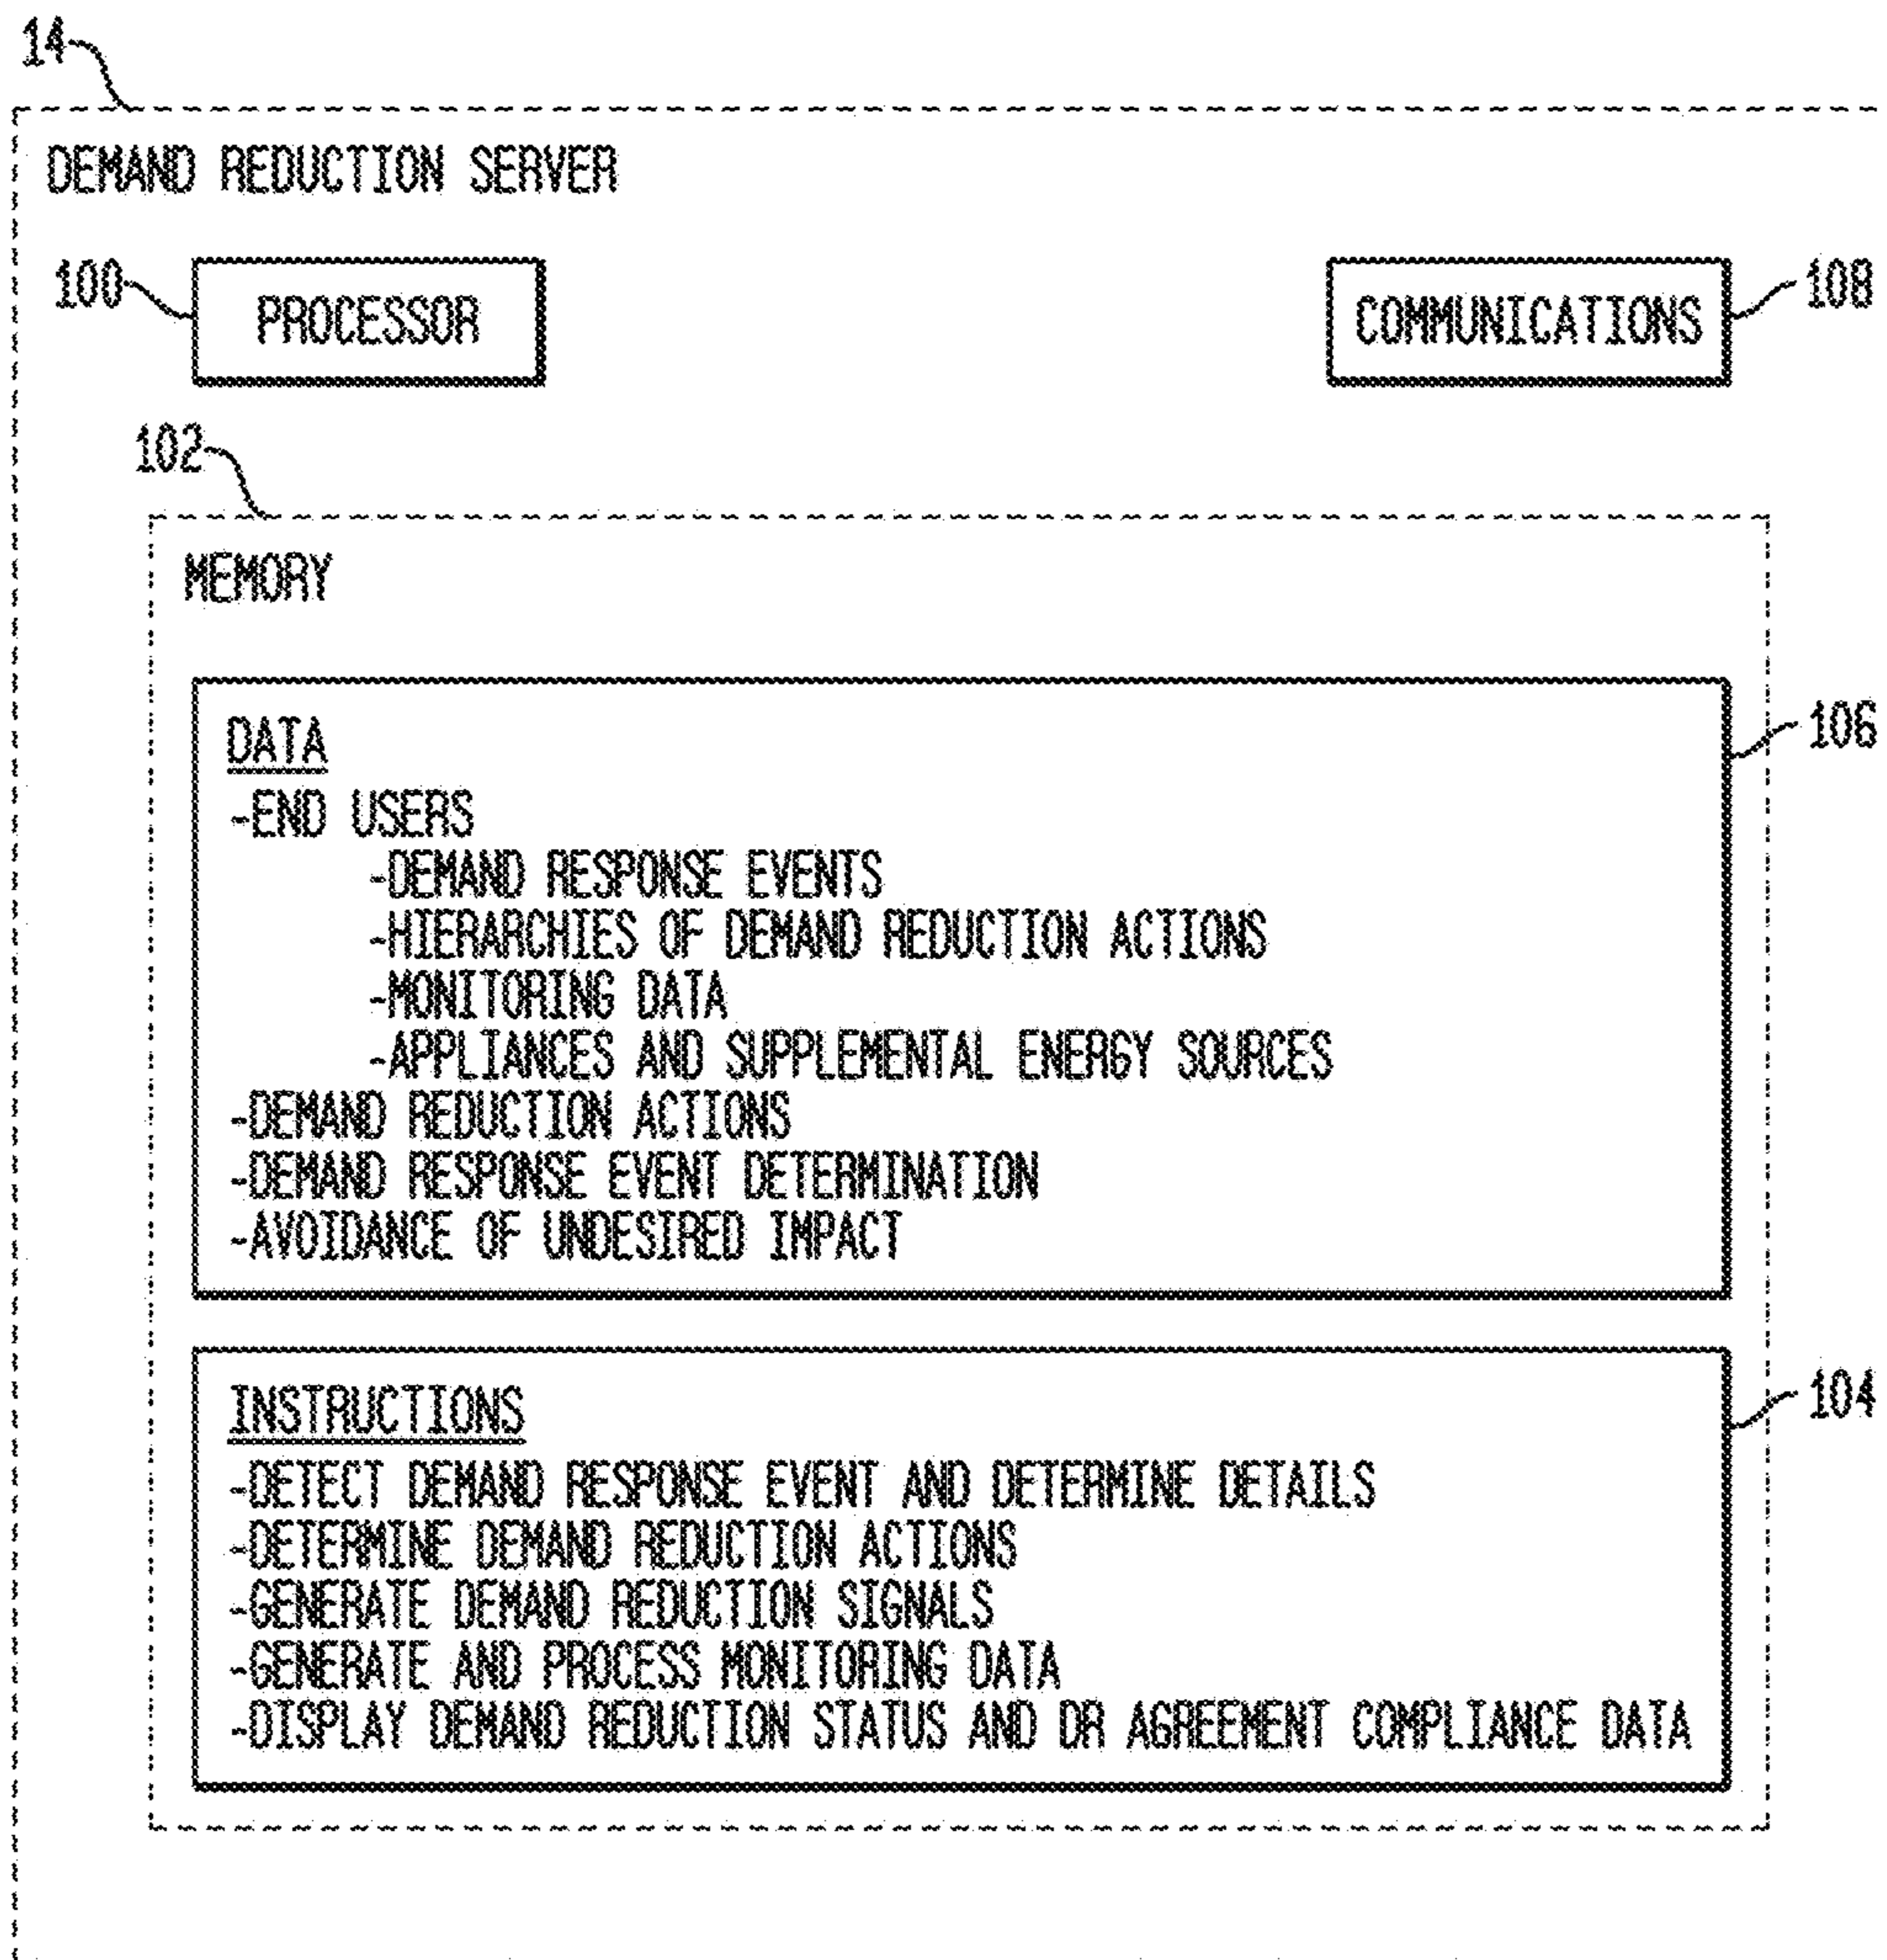 14
DEMAND REDUCTION SERVER
100
PROCESSOR
COMMUNICATIONS
108
102
MEMORY
106
DATA
-END USERS
-DEMAND RESPONSE EVENTS
-HIERARCHIES OF DEMAND REDUCTION ACTIONS
-MONITORING DATA
-APPLIANCES AND SUPPLEMENTAL ENERGY SOURCES
-DEMAND REDUCTION ACTIONS
-DEMAND RESPONSE EVENT DETERMINATION
-AVOIDANCE OF UNDESIRED IMPACT
104
INSTRUCTIONS
-DETECT DEMAND RESPONSE EVENT AND DETERMINE DETAILS
-DETERMINE DEMAND REDUCTION ACTIONS
-GENERATE DEMAND REDUCTION SIGNALS
-GENERATE AND PROCESS MONITORING DATA
-DISPLAY DEMAND REDUCTION STATUS AND DR AGREEMENT COMPLIANCE DATA